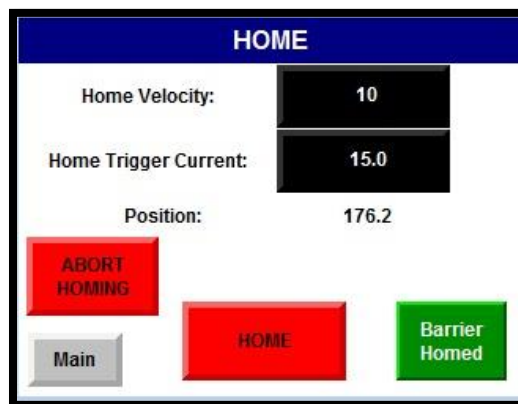 HOME
Home Velocity: 10
Home Trigger Current: 15.0
Position: 176.2
ABORT
HOMING
HOME
Barrier
Homed
Main